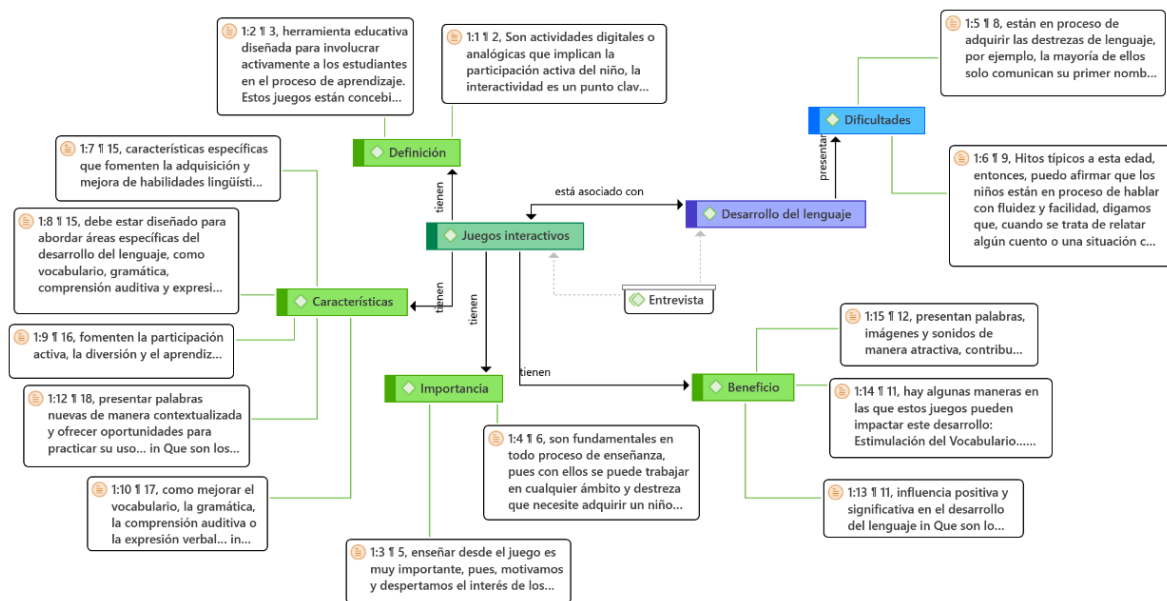 1:2 ¶ 3, herramienta educativa
diseñada para involucrar
activamente a los estudiantes
en el proceso de aprendizaje.
Estos juegos están concebi...
1:1 ¶ 2, Son actividades digitales o
analógicas que implican la
participación activa del niño, la
interactividad es un punto clav...
1:5 ¶ 8, están en proceso de
adquirir las destrezas de lenguaje,
por ejemplo, la mayoría de ellos
solo comunican su primer nomb...
Dificultades
Definición
1:7 ¶ 15, características específicas
que fomenten la adquisición y
mejora de habilidades lingüísti...
presentan
1:6 ¶ 9, Hitos típicos a esta edad,
entonces, puedo afirmar que los
niños están en proceso de hablar
con fluidez y facilidad, digamos
que, cuando se trata de relatar
algún cuento o una situación c...
tienen
está asociado con
Desarrollo del lenguaje
Juegos interactivos
1:8 ¶ 15, debe estar diseñado para
abordar áreas específicas del
desarrollo del lenguaje, como
vocabulario, gramática,
comprensión auditiva y expresi...
Características
tienen
tienen
Entrevista
1:9 ¶ 16, fomenten la participación
activa, la diversión y el aprendiz...
1:15 ¶ 12, presentan palabras,
imágenes y sonidos de
manera atractiva, contribu...
tienen
Importancia
Beneficio
1:12 ¶ 18, presentar palabras
nuevas de manera contextualizada
y ofrecer oportunidades para
practicar su uso... in Que son los...
1:14 ¶ 11, hay algunas maneras en
las que estos juegos pueden
impactar este desarrollo:
Estimulación del Vocabulario......
1:4 ¶ 6, son fundamentales en
todo proceso de enseñanza,
pues con ellos se puede trabajar
en cualquier ámbito y destreza
que necesite adquirir un niño...
1:10 ¶ 17, como mejorar el
vocabulario, la gramática,
la comprensión auditiva o
la expresión verbal... in...
1:13 ¶ 11, influencia positiva y
significativa en el desarrollo
del lenguaje in Que son lo...
1:3 ¶ 5, enseñar desde el juego es
muy importante, pues, motivamos
y despertamos el interés de los...